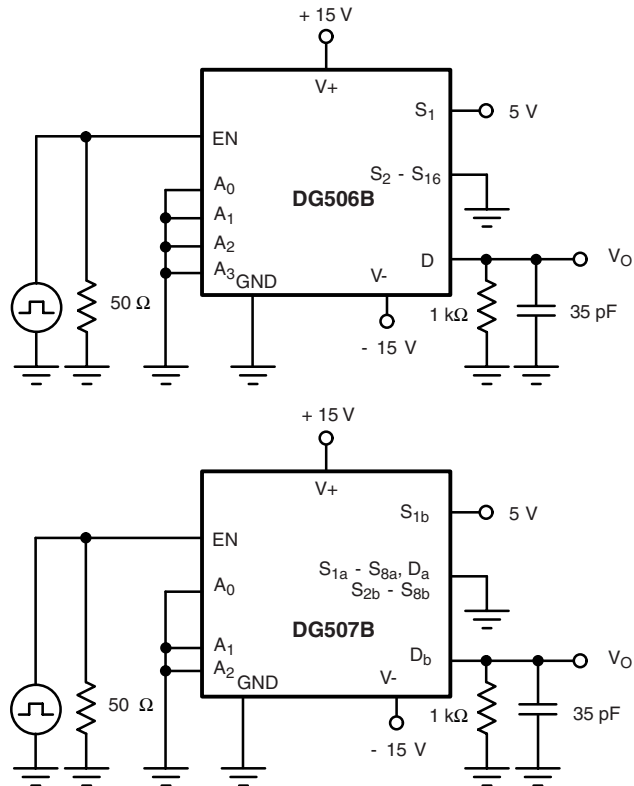 + 15 V
V+
S1
5 V
EN
S2 - S16
A0
DG506B
A1
A2
D
VO
A3
GND
V-
50 Ω
1 kΩ
35 pF
- 15 V
+ 15 V
V+
S1b
5 V
EN
S1a - S8a, Da
A0
S2b - S8b
DG507B
A1
Db
VO
A2
GND
V-
50 Ω
1 kΩ
35 pF
- 15 V